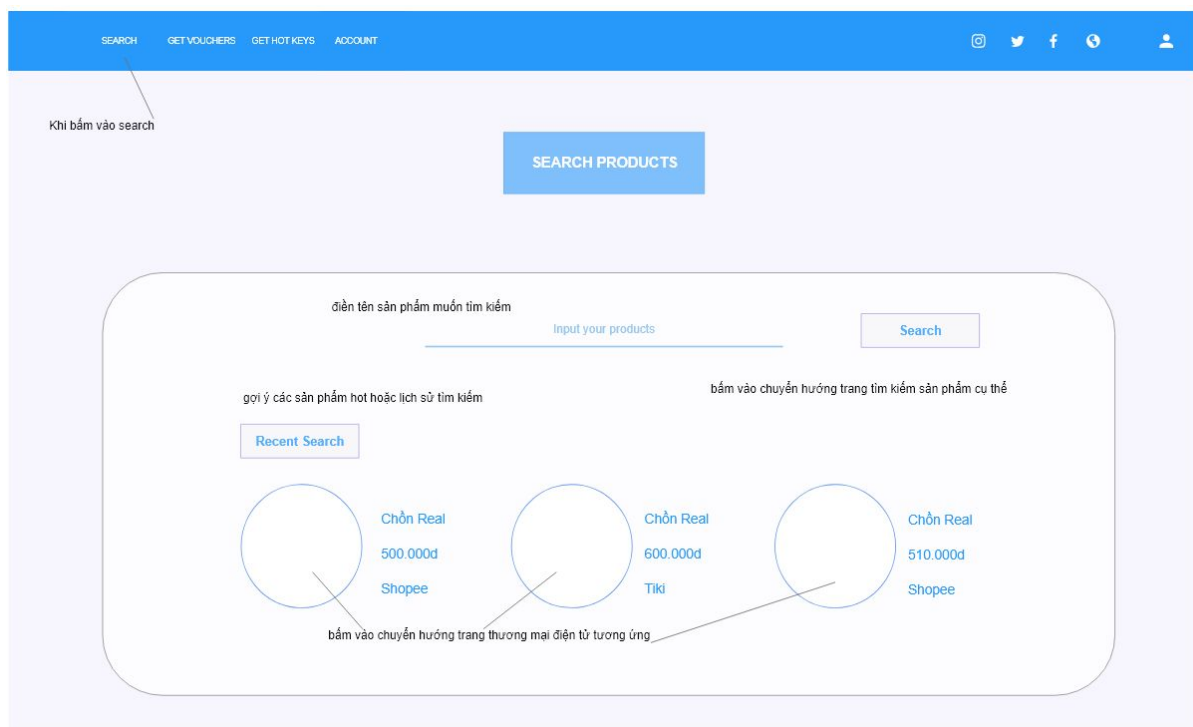 SEARCH GET VOUCHERS GET HOT KEYS ACCOUNT
Khi bấm vào search
SEARCH PRODUCTS
điền tên sản phẩm muốn tìm kiếm
Input your products
Search
bấm vào chuyển hướng trang tìm kiếm sản phẩm cụ thể
gợi ý các sản phẩm hot hoặc lịch sử tìm kiếm
Recent Search
Chồn Real
500.000d
Shopee
Chồn Real
600.000d
Tiki
Chồn Real
510.000d
Shopee
bấm vào chuyển hướng trang thương mại điện tử tương ứng